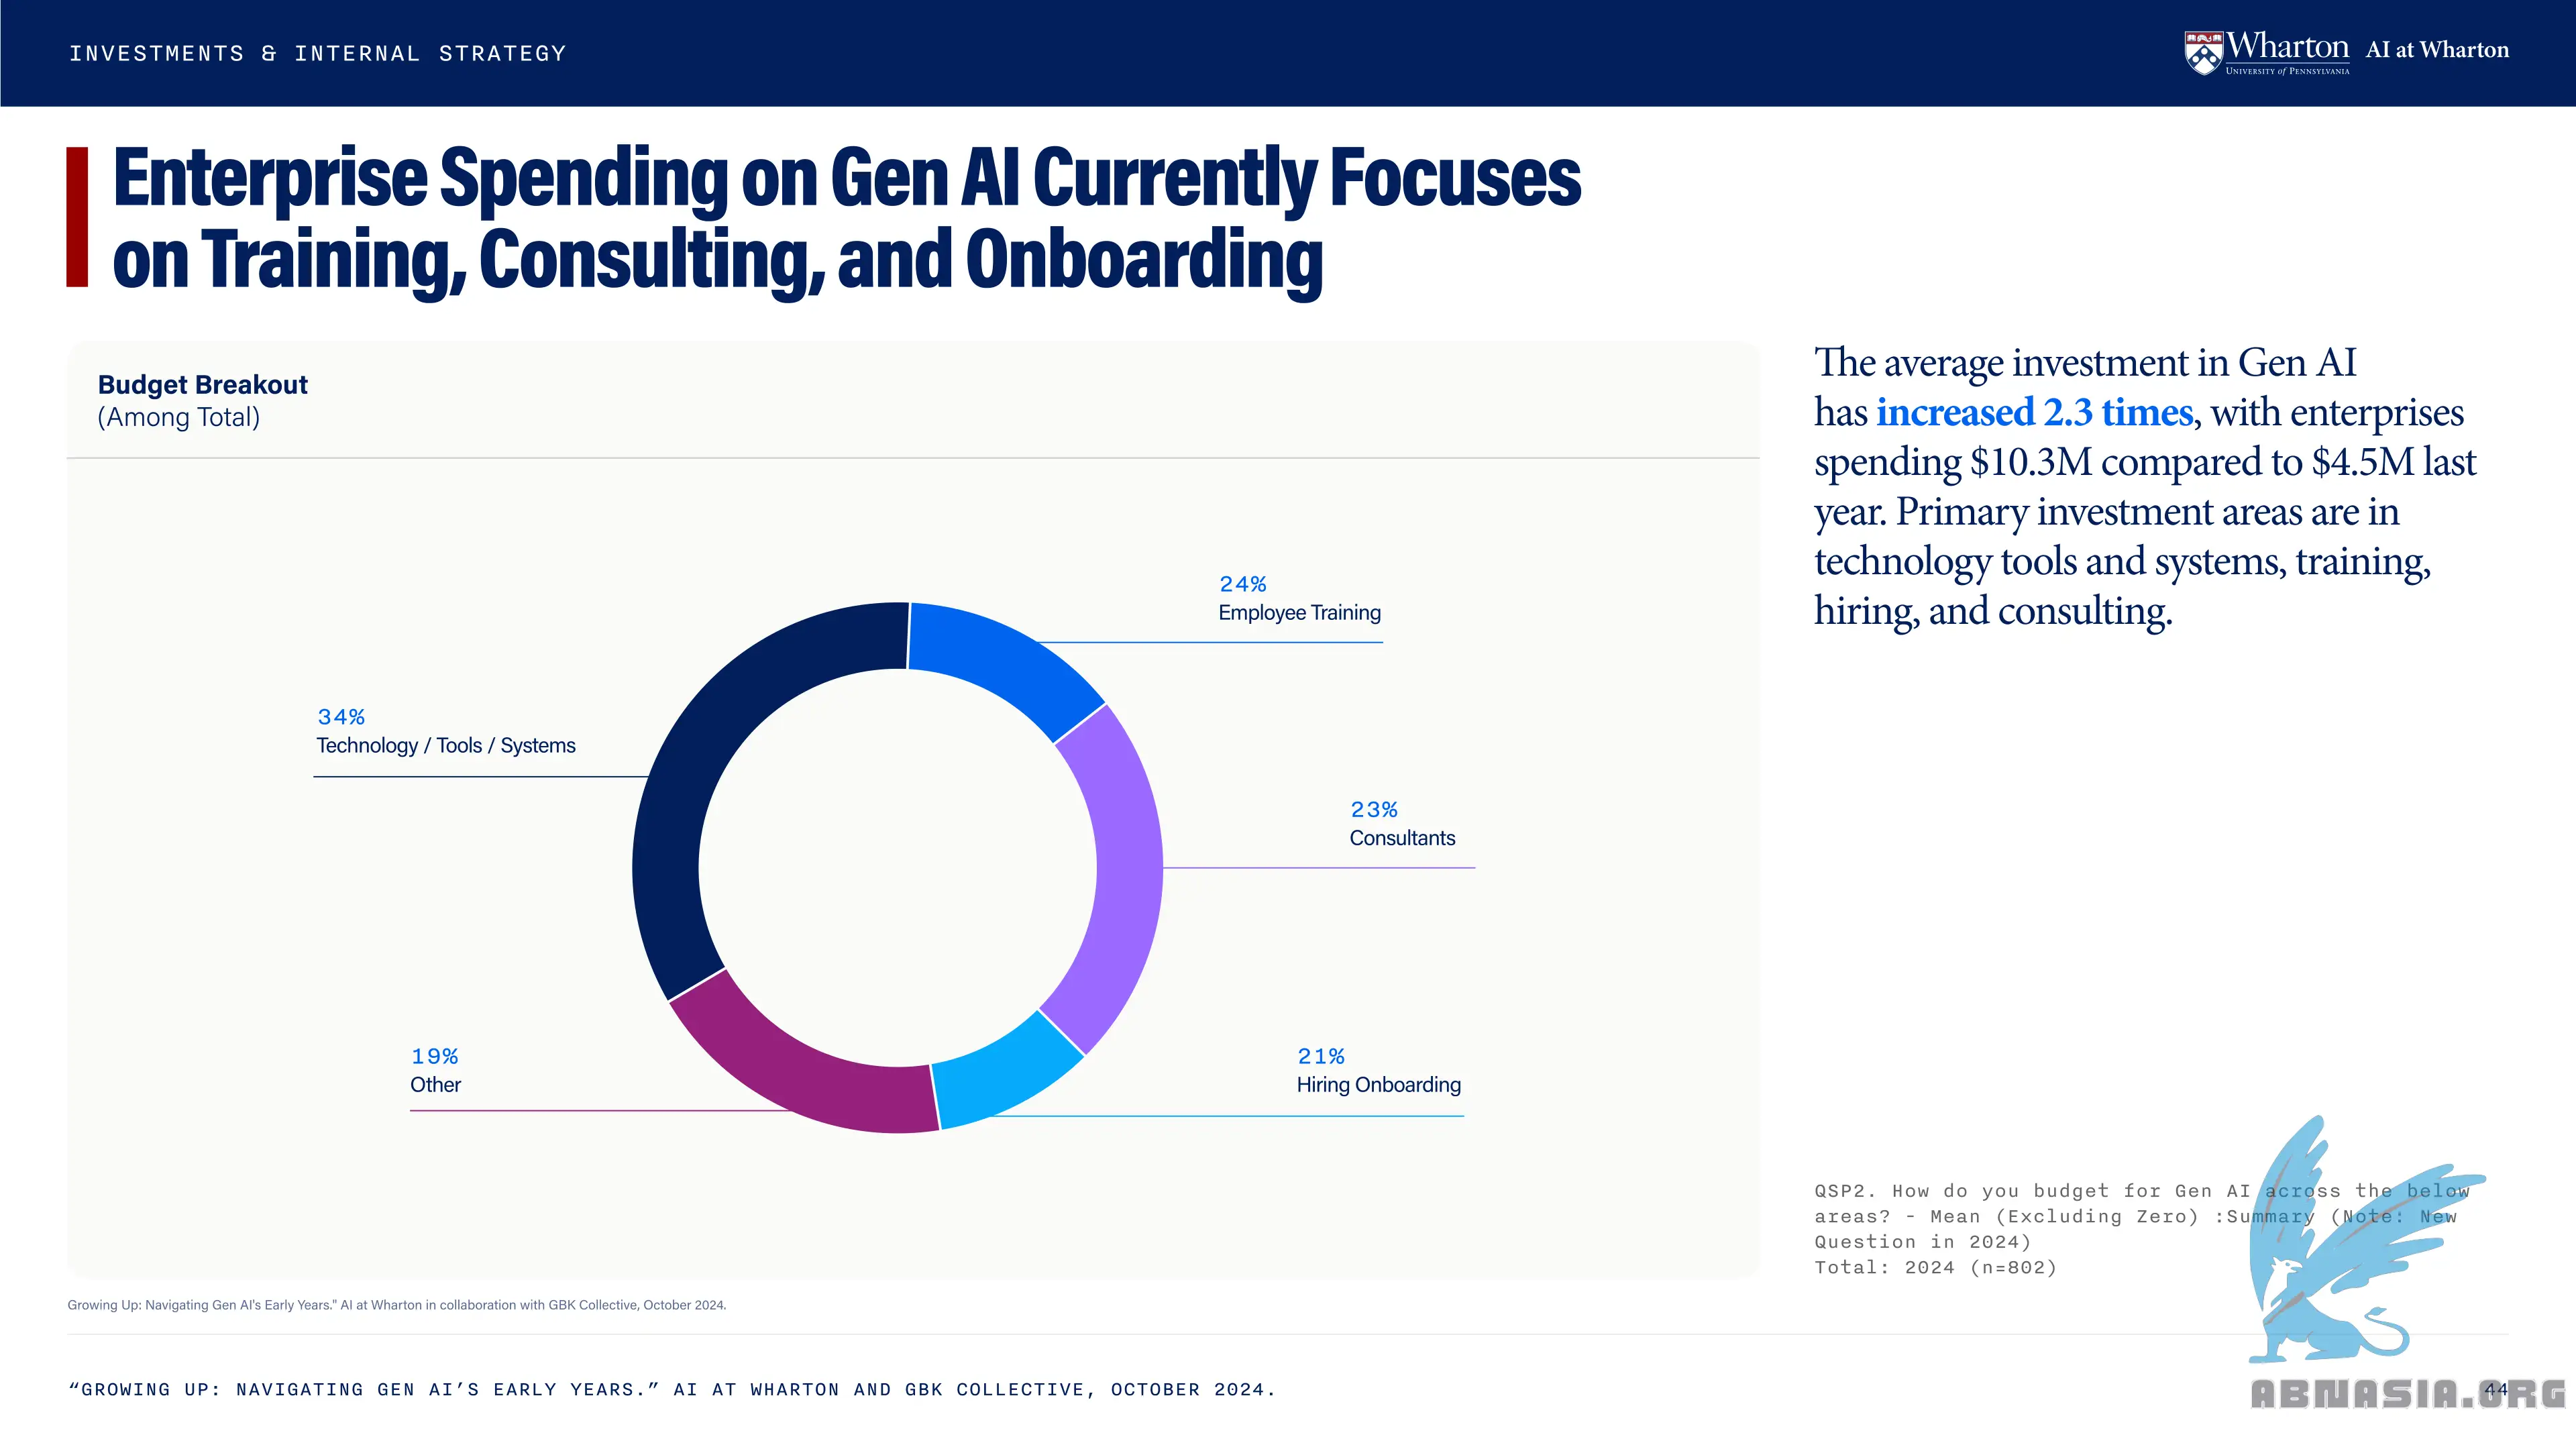 INVESTMENTS & INTERNAL STRATEGY
Wharton
UNIVERSITY of PENNSYLVANIA
AI at Wharton
Enterprise Spending on Gen AI Currently Focuses
on Training, Consulting, and Onboarding
Budget Breakout
(Among Total)
24%
Employee Training
34%
Technology / Tools / Systems
23%
Consultants
19%
Other
21%
Hiring Onboarding
The average investment in Gen AI
has increased 2.3 times, with enterprises
spending $10.3M compared to $4.5M last
year. Primary investment areas are in
technology tools and systems, training,
hiring, and consulting.
QSP2. How do you budget for Gen AI across the below
areas? - Mean (Excluding Zero) :Summary (Note: New
Question in 2024)
Total: 2024 (n=802)
Growing Up: Navigating Gen AI's Early Years." AI at Wharton in collaboration with GBK Collective, October 2024.
“GROWING UP: NAVIGATING GEN AI’S EARLY YEARS.” AI AT WHARTON AND GBK COLLECTIVE, OCTOBER 2024.
44
ABNASIA.ORG